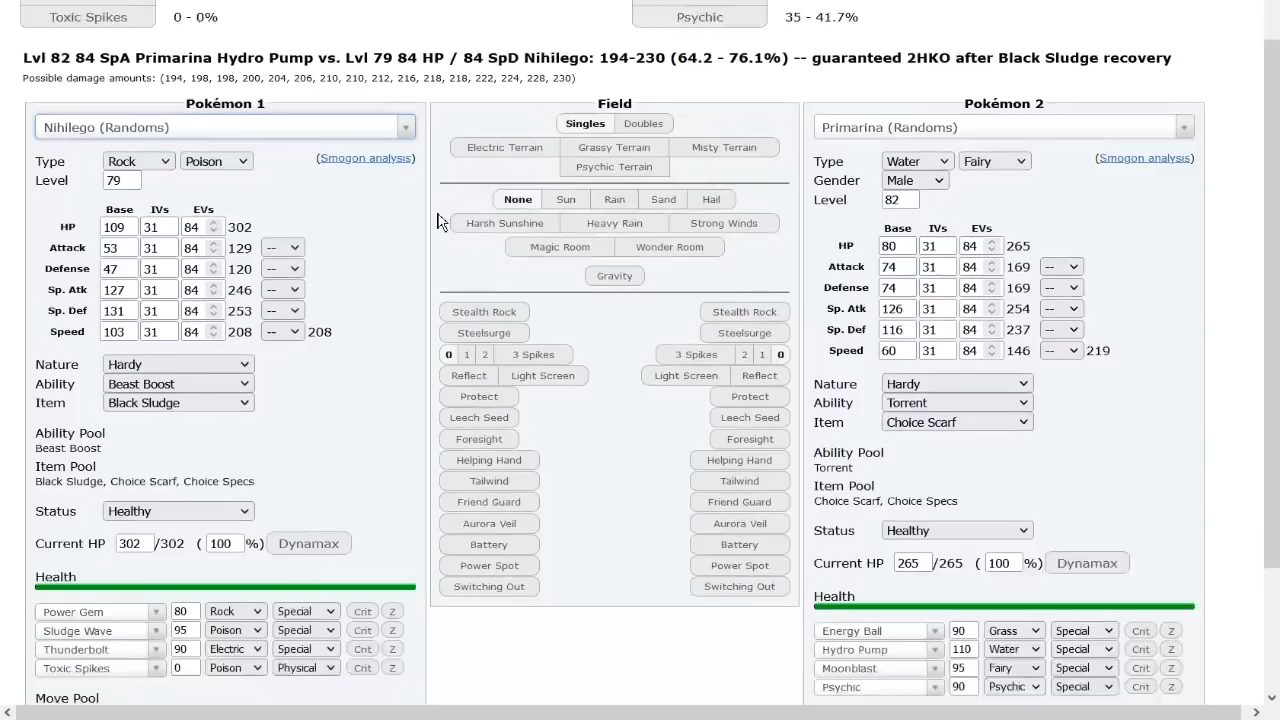 Toxic Spikes 0 - 0% Psychic 35 - 41.7%
Lvl 82 84 SpA Primarina Hydro Pump vs. Lvl 79 84 HP / 84 SpD Nihilego: 194-230 (64.2 - 76.1%) -- guaranteed 2HKO after Black Sludge recovery
Possible damage amounts: (194, 198, 198, 200, 204, 206, 210, 210, 212, 216, 218, 218, 222, 224, 228, 230)
Pokémon 1
Nihilego (Randoms)
Type Rock Poison (Smogon analysis)
Level 79
Base IVs EVs
HP 109 31 84 302
Attack 53 31 84 129 --
Defense 47 31 84 120 --
Sp. Atk 127 31 84 246 --
Sp. Def 131 31 84 253 --
Speed 103 31 84 208 -- 208
Nature Hardy
Ability Beast Boost
Item Black Sludge
Ability Pool
Beast Boost
Item Pool
Black Sludge, Choice Scarf, Choice Specs
Status Healthy
Current HP 302 /302 ( 100 %) Dynamax
Health
Power Gem 80 Rock Special Crit Z
Sludge Wave 95 Poison Special Crit Z
Thunderbolt 90 Electric Special Crit Z
Toxic Spikes 0 Poison Physical Crit Z
Move Pool
Field
Singles Doubles
Electric Terrain Grassy Terrain Misty Terrain
Psychic Terrain
None Sun Rain Sand Hail
Harsh Sunshine Heavy Rain Strong Winds
Magic Room Wonder Room
Gravity
Stealth Rock Stealth Rock
Steelsurge Steelsurge
0 1 2 3 Spikes 3 Spikes 2 1 0
Reflect Light Screen Light Screen Reflect
Protect Protect
Leech Seed Leech Seed
Foresight Foresight
Helping Hand Helping Hand
Tailwind Tailwind
Friend Guard Friend Guard
Aurora Veil Aurora Veil
Battery Battery
Power Spot Power Spot
Switching Out Switching Out
Pokémon 2
Primarina (Randoms)
Type Water Fairy (Smogon analysis)
Gender Male
Level 82
Base IVs EVs
HP 80 31 84 265
Attack 74 31 84 169 --
Defense 74 31 84 169 --
Sp. Atk 126 31 84 254 --
Sp. Def 116 31 84 237 --
Speed 60 31 84 146 -- 219
Nature Hardy
Ability Torrent
Item Choice Scarf
Ability Pool
Torrent
Item Pool
Choice Scarf, Choice Specs
Status Healthy
Current HP 265 /265 ( 100 %) Dynamax
Health
Energy Ball 90 Grass Special Crit Z
Hydro Pump 110 Water Special Crit Z
Moonblast 95 Fairy Special Crit Z
Psychic 90 Psychic Special Crit Z